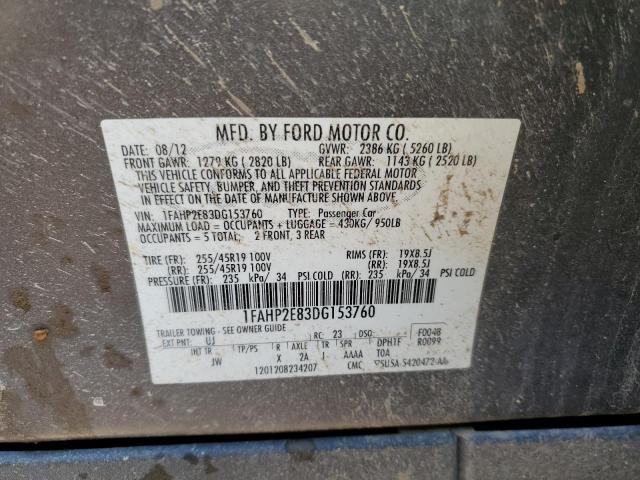 MFD. BY FORD MOTOR CO.
DATE: 08/12 GVWR: 2386 KG ( 5260 LB)
FRONT GAWR: 1279 KG ( 2820 LB) REAR GAWR: 1143 KG ( 2520 LB)
THIS VEHICLE CONFORMS TO ALL APPLICABLE FEDERAL MOTOR
VEHICLE SAFETY, BUMPER, AND THEFT PREVENTION STANDARDS
IN EFFECT ON THE DATE OF MANUFACTURE SHOWN ABOVE.
VIN: 1FAHP2E83DG153760 TYPE: Passenger Car
MAXIMUM LOAD = OCCUPANTS + LUGGAGE = 430KG/ 950LB
OCCUPANTS = 5 TOTAL 2 FRONT, 3 REAR
TIRE (FR): 255/45R19 100V RIMS (FR): 19X8.5J
(RR): 255/45R19 100V (RR): 19X8.5J
PRESSURE (FR): 235 kPa/ 34 PSI COLD (RR): 235 kPa/ 34 PSI COLD
1FAHP2E83DG153760
TRAILER TOWING - SEE OWNER GUIDE
EXT PNT: UJ RC: 23 DSO: F0048
INT TR TP/PS R AXLE TR SPR DPH1F R0099
JW X 2A I AAAA TOA
1201208234207 CMC